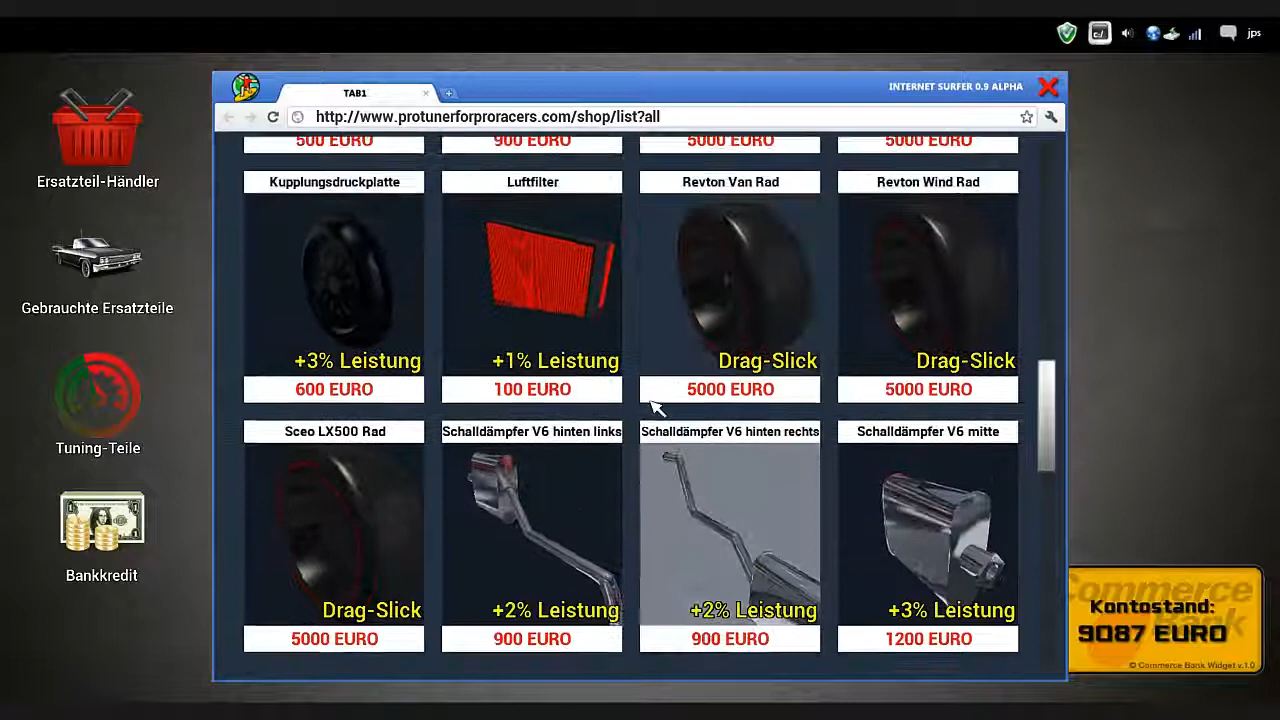 jps
TAB1
INTERNET SURFER 0.9 ALPHA
http://www.protunerforproracers.com/shop/list?all
500 EURO
900 EURO
5000 EURO
5000 EURO
Ersatzteil-Händler
Gebrauchte Ersatzteile
Tuning-Teile
Bankkredit
Kupplungsdruckplatte
Luftfilter
Revton Van Rad
Revton Wind Rad
+3% Leistung
+1% Leistung
Drag-Slick
Drag-Slick
600 EURO
100 EURO
5000 EURO
5000 EURO
Sceo LX500 Rad
Schalldämpfer V6 hinten links
Schalldämpfer V6 hinten rechts
Schalldämpfer V6 mitte
Drag-Slick
+2% Leistung
+2% Leistung
+3% Leistung
5000 EURO
900 EURO
900 EURO
1200 EURO
Commerce
Bank
Kontostand:
9087 EURO
© Commerce Bank Widget v.1.0